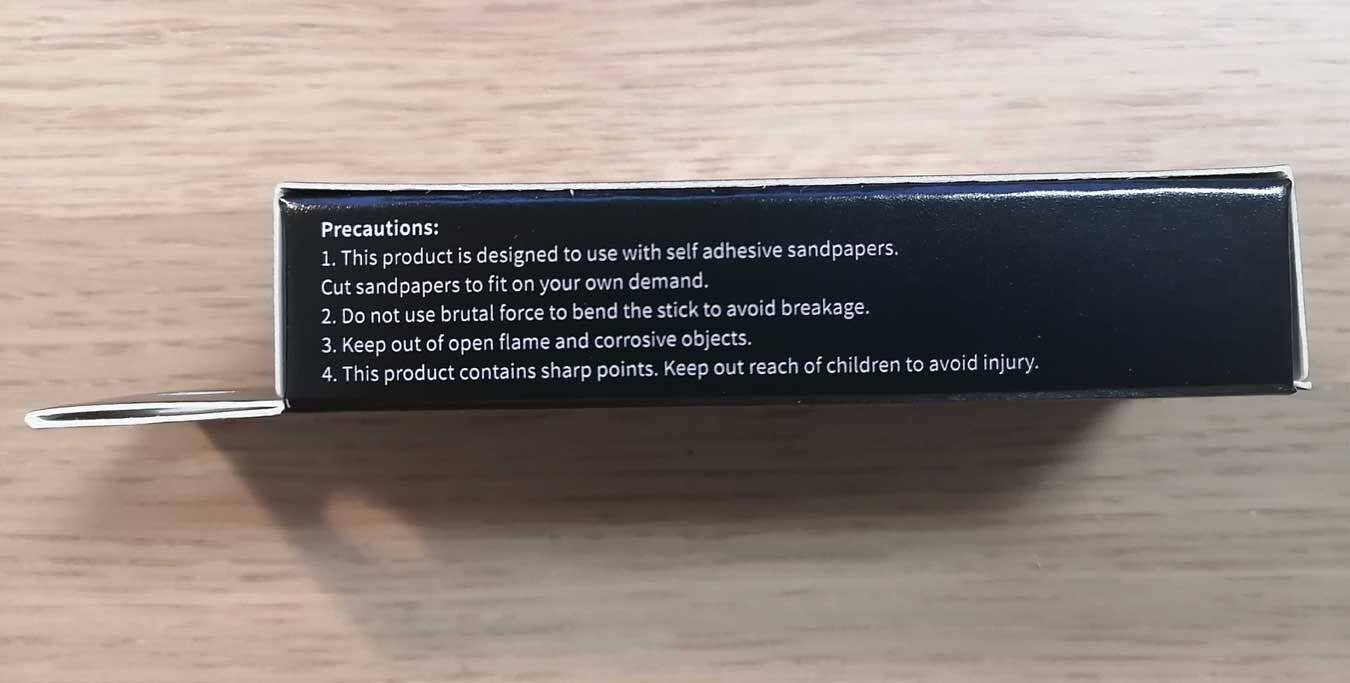 Precautions:
1. This product is designed to use with self adhesive sandpapers.
Cut sandpapers to fit on your own demand.
2. Do not use brutal force to bend the stick to avoid breakage.
3. Keep out of open flame and corrosive objects.
4. This product contains sharp points. Keep out reach of children to avoid injury.